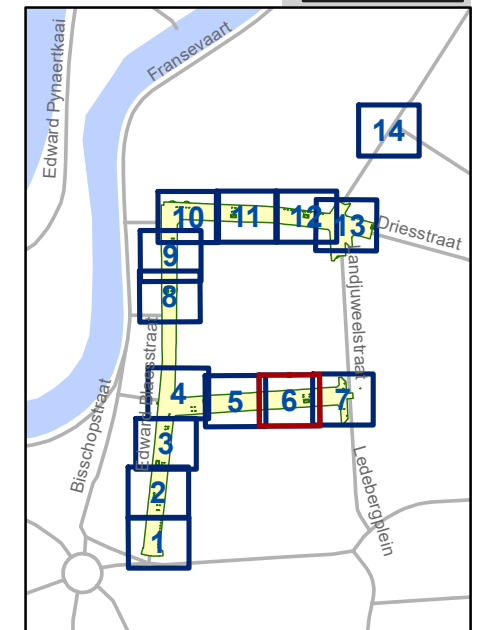 Edward Pynaertkaai
Fransevaart
14
10
11
12
13
Driesstraat
9
8
Landjuweelstraat
Edward Blaesstraat
Bisschopstraat
4
5
6
7
3
2
1
Ledebergplein